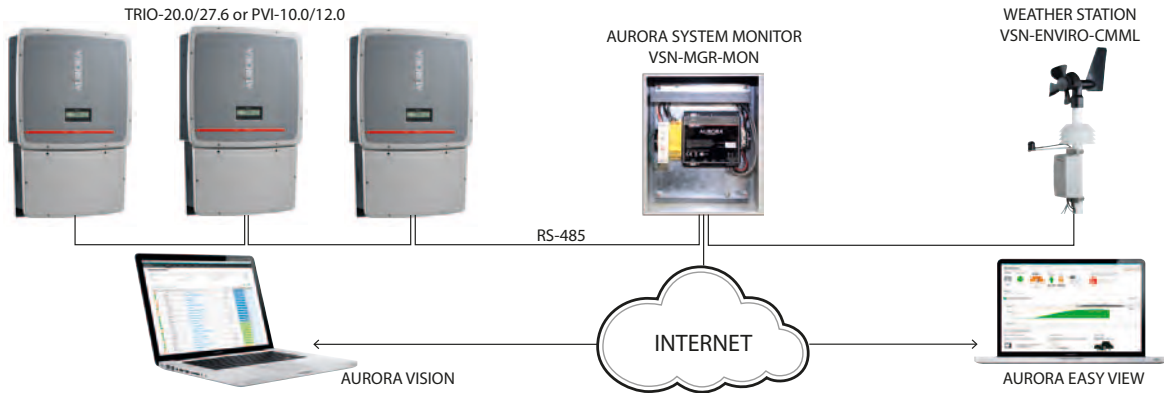 TRIO-20.0/27.6 or PVI-10.0/12.0
AURORA SYSTEM MONITOR
VSN-MGR-MON
WEATHER STATION
VSN-ENVIRO-CMML
AURORA
RS-485
INTERNET
AURORA VISION
AURORA EASY VIEW